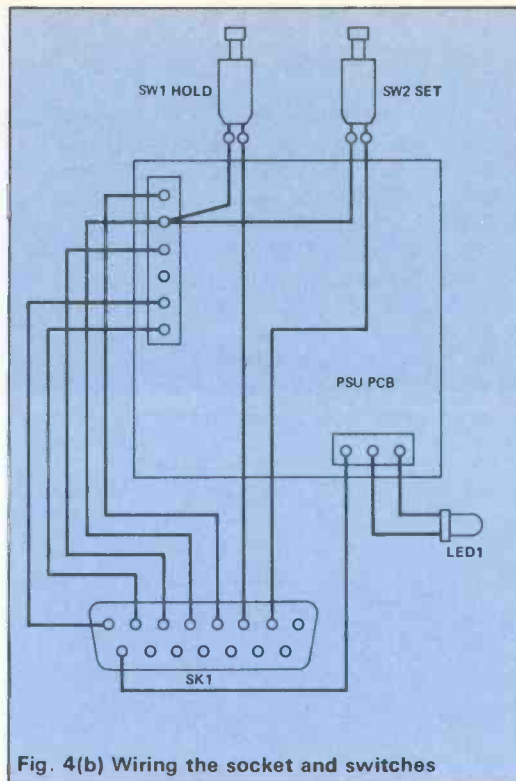 SW1 HOLD
SW2 SET
PSU PCB
LED1
SK1
Fig. 4(b) Wiring the socket and switches